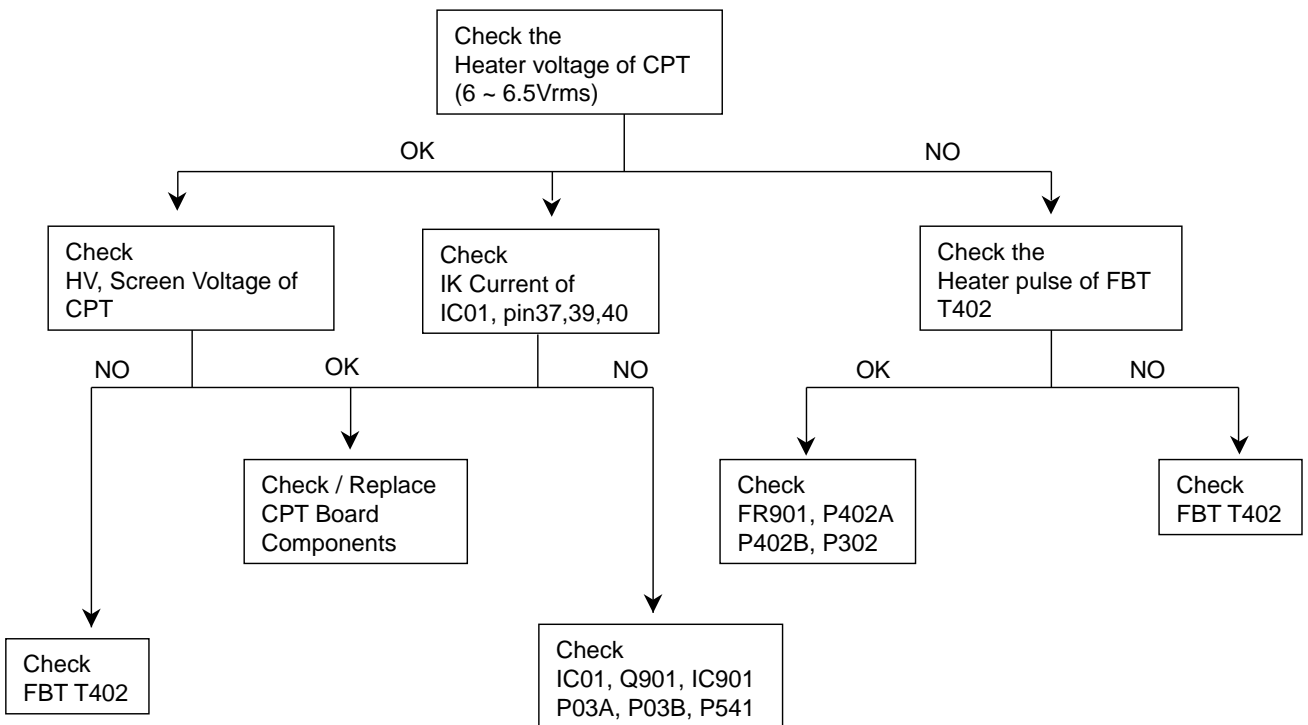 Check the
Heater voltage of CPT
(6 ~ 6.5Vrms)
OK
NO
Check
HV, Screen Voltage of
CPT
Check
IK Current of
IC01, pin37,39,40
Check the
Heater pulse of FBT
T402
NO
OK
NO
OK
NO
Check / Replace
CPT Board
Components
Check
FR901, P402A
P402B, P302
Check
FBT T402
Check
FBT T402
Check
IC01, Q901, IC901
P03A, P03B, P541